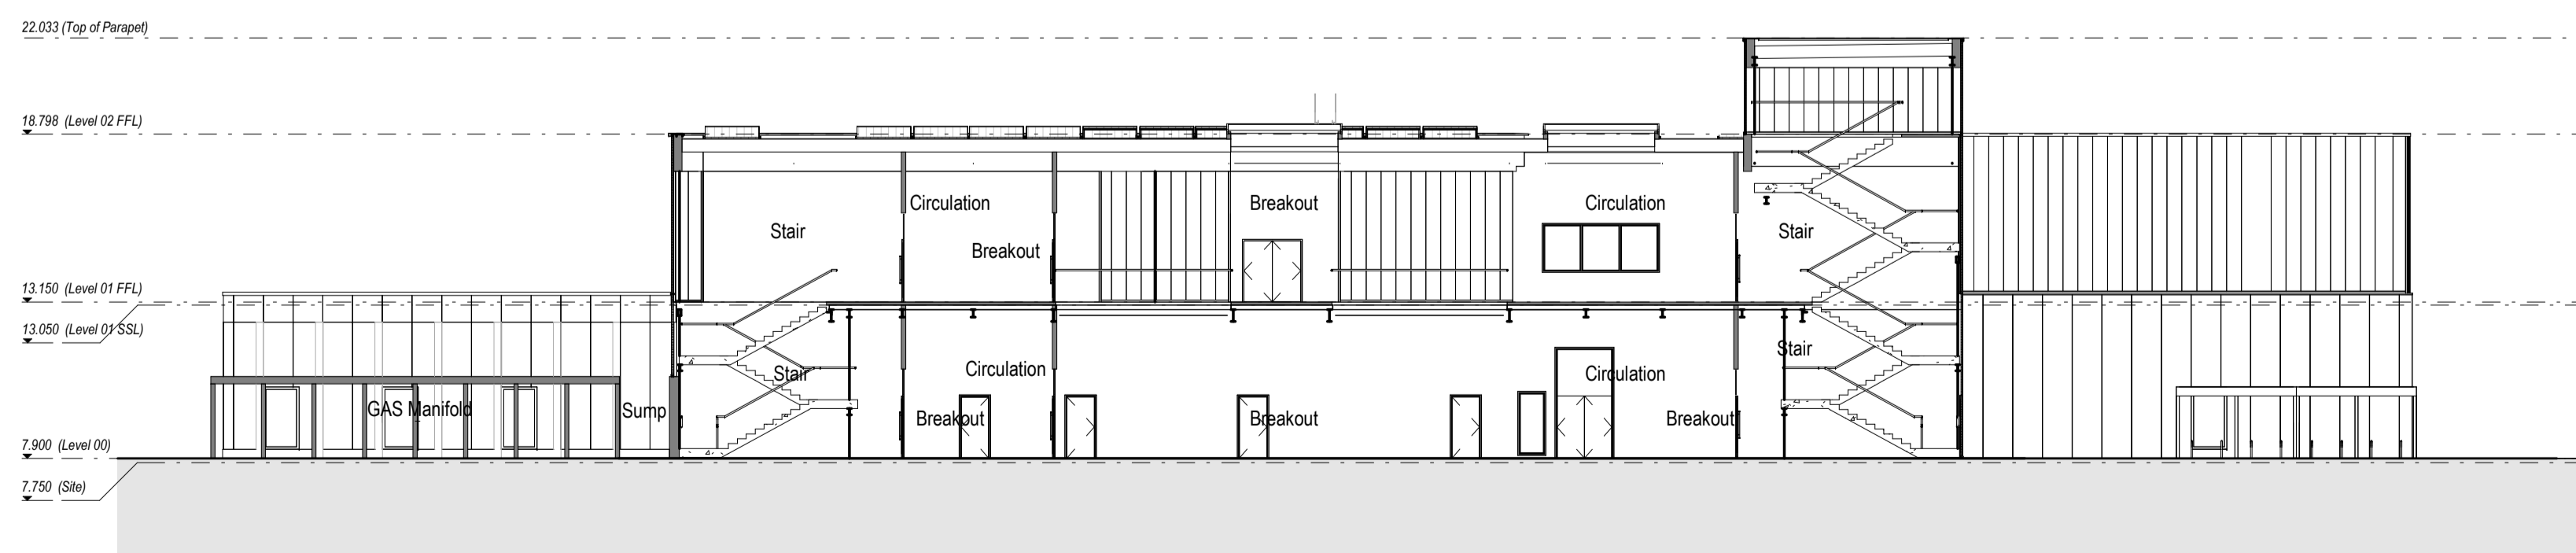 22.033 (Top of Parapet)
18.798 (Level 02 FFL)
Circulation
Breakout
Circulation
Stair
Stair
Breakout
13.150 (Level 01 FFL)
13.050 (Level 01 SSL)
Stair
Circulation
Stair
Circulation
GAS Manifold
Sump
Breakout
Breakout
Breakout
7.900 (Level 00)
7.750 (Site)